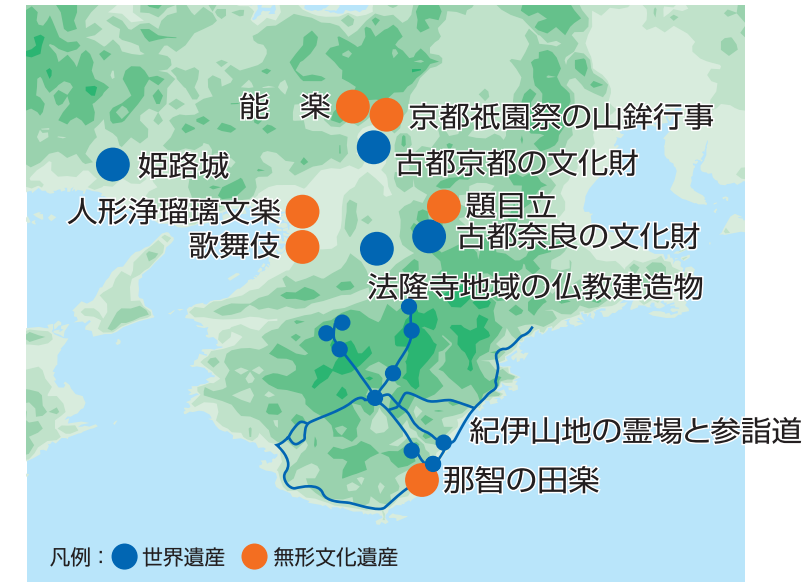 能　楽
京都祇園祭の山鉾行事
古都京都の文化財
姫路城
人形浄瑠璃文楽
題目立
歌舞伎
古都奈良の文化財
法隆寺地域の仏教建造物
紀伊山地の霊場と参詣道
那智の田楽
凡例：世界遺産 無形文化遺産